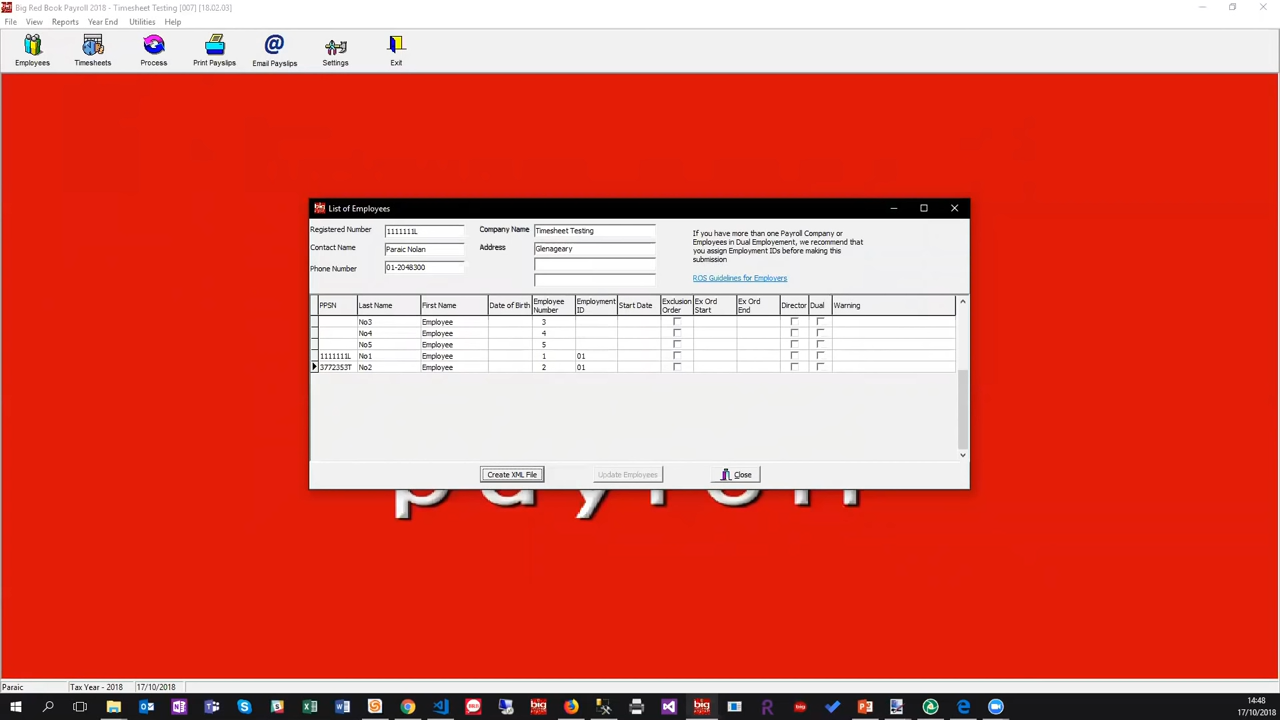 Big Red Book Payroll 2018 - Timesheet Testing [007] [18.02.03]
File View Reports Year End Utilities Help
Employees Timesheets Process Print Payslips Email Payslips Settings Exit
List of Employees
Registered Number 1111111L Company Name Timesheet Testing
Contact Name Paraic Nolan Address Glenageary
Phone Number 01-2048300
If you have more than one Payroll Company or
Employees in Dual Employement, we recommend that
you assign Employment IDs before making this
submission
ROS Guidelines for Employers
PPSN Last Name First Name Date of Birth Employee Number Employment ID Start Date Exclusion Order Ex Ord Start Ex Ord End Director Dual Warning
No3 Employee 3
No4 Employee 4
No5 Employee 5
1111111L No1 Employee 1 01
3772353T No2 Employee 2 01
Create XML File Update Employees Close
payroll
Paraic Tax Year - 2018 17/10/2018
14:48
17/10/2018